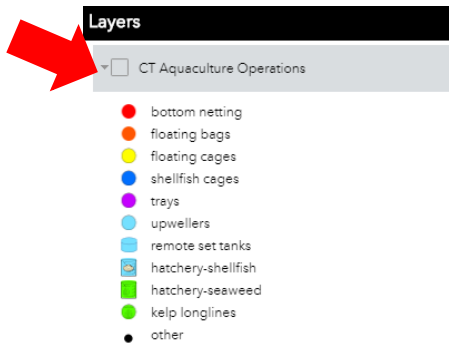 Layers
CT Aquaculture Operations
bottom netting
floating bags
floating cages
shellfish cages
trays
upwellers
remote set tanks
hatchery-shellfish
hatchery-seaweed
kelp longlines
other